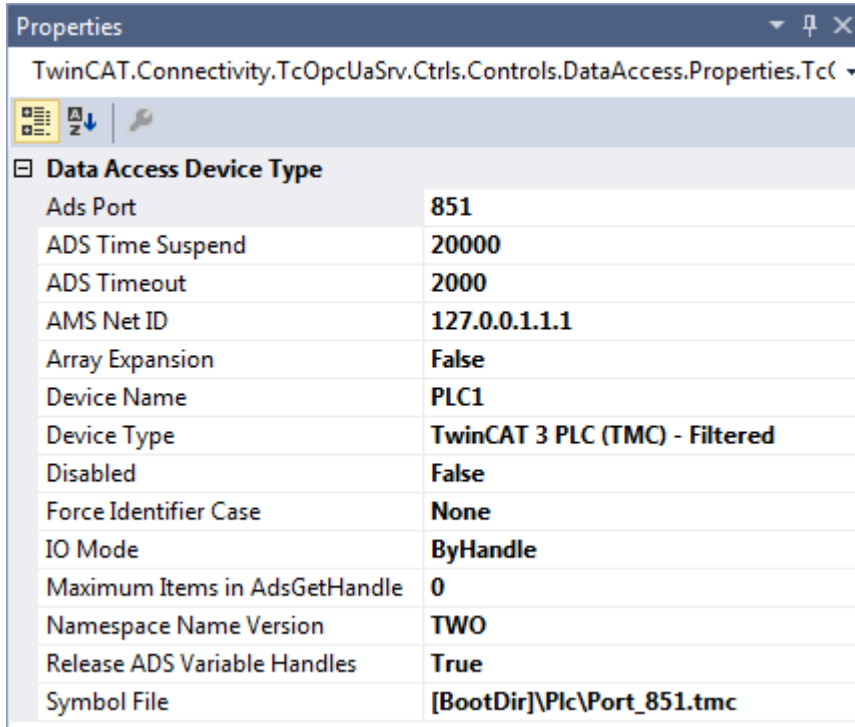 Properties
TwinCAT.Connectivity.TcOpcUaSrv.Ctrls.Controls.DataAccess.Properties.Tc(
Data Access Device Type
Ads Port 851
ADS Time Suspend 20000
ADS Timeout 2000
AMS Net ID 127.0.0.1.1.1
Array Expansion False
Device Name PLC1
Device Type TwinCAT 3 PLC (TMC) - Filtered
Disabled False
Force Identifier Case None
IO Mode ByHandle
Maximum Items in AdsGetHandle 0
Namespace Name Version TWO
Release ADS Variable Handles True
Symbol File [BootDir]\Plc\Port_851.tmc